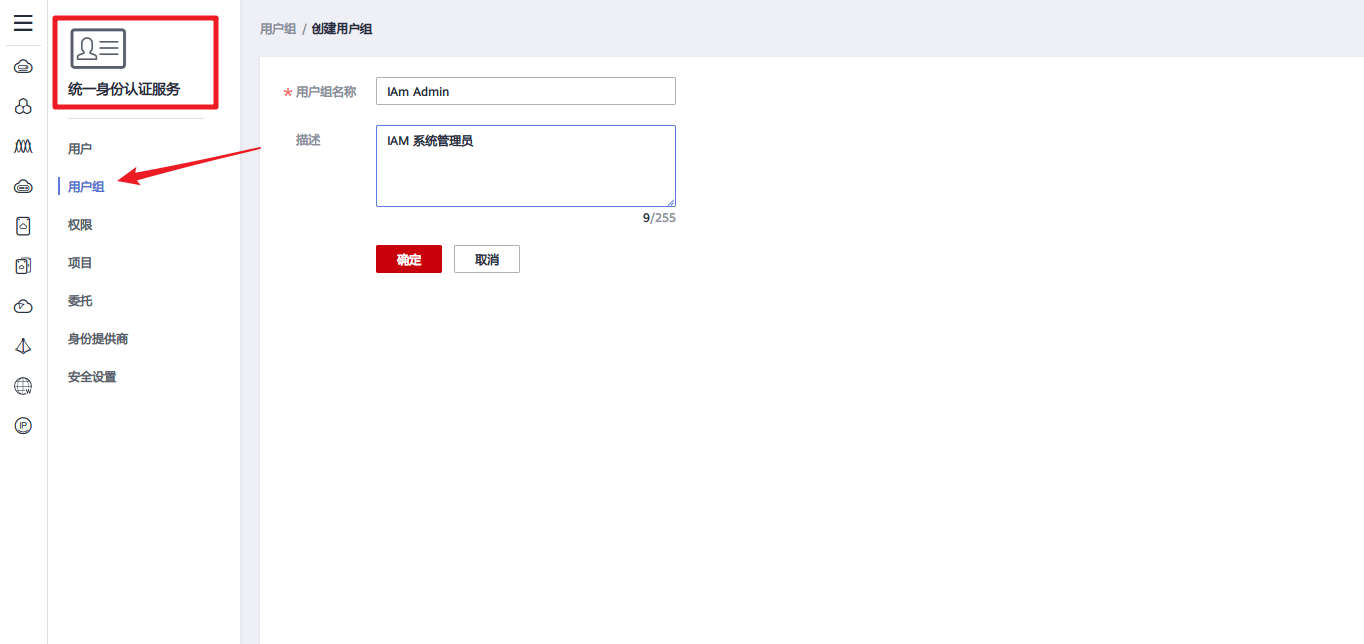 统一身份认证服务
用户
用户组
权限
项目
委托
身份提供商
安全设置
用户组 / 创建用户组
* 用户组名称 IAm Admin
描述 IAM 系统管理员
9/255
确定 取消
W
IP